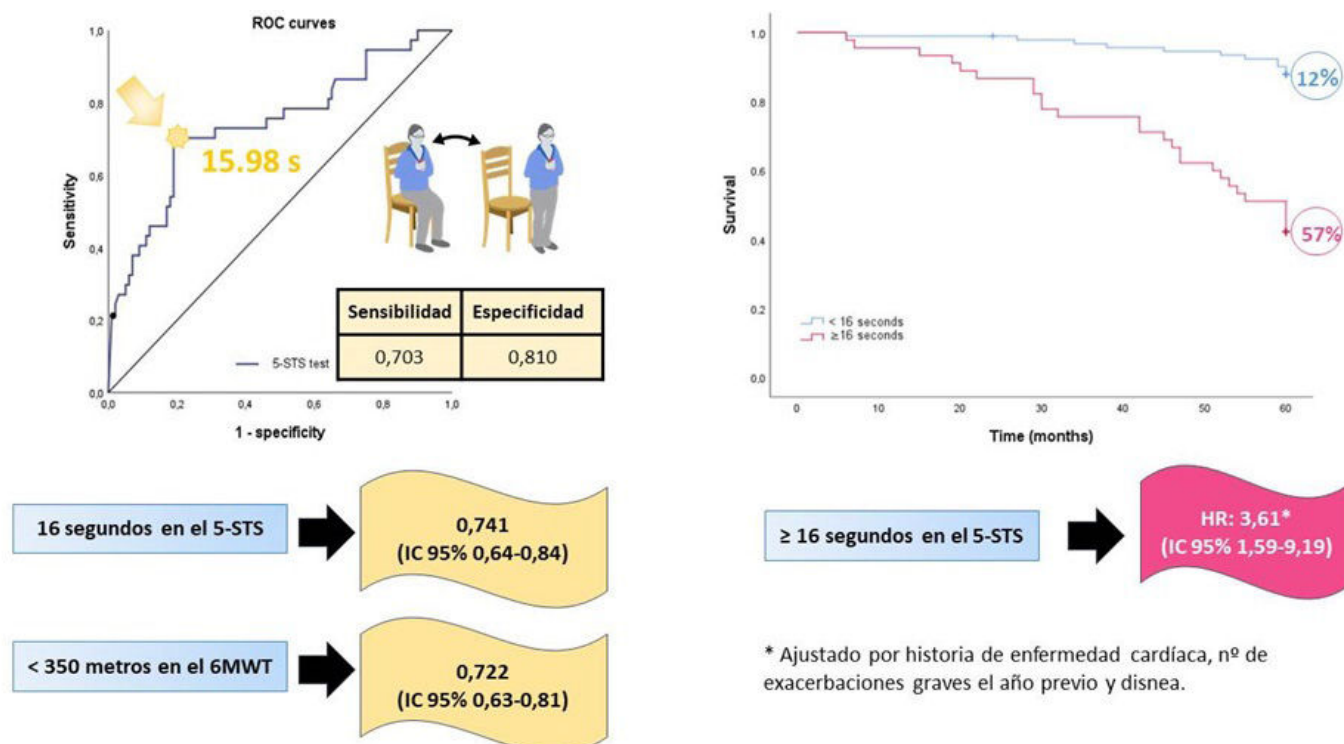 ROC curves
1,0
0,8
0,6
0,4
0,2
0,0
Sensitivity
15.98 s
Sensibilidad Especificidad
0,703 0,810
5-STS test
0,0 0,2 0,4 0,6 0,8 1,0
1 - specificity
1,0
0,8
0,6
0,4
0,2
0,0
Survival
12%
57%
< 16 seconds
≥16 seconds
0 10 20 30 40 50 60
Time (months)
16 segundos en el 5-STS
0,741
(IC 95% 0,64-0,84)
< 350 metros en el 6MWT
0,722
(IC 95% 0,63-0,81)
≥ 16 segundos en el 5-STS
HR: 3,61*
(IC 95% 1,59-9,19)
* Ajustado por historia de enfermedad cardíaca, nº de
exacerbaciones graves el año previo y disnea.